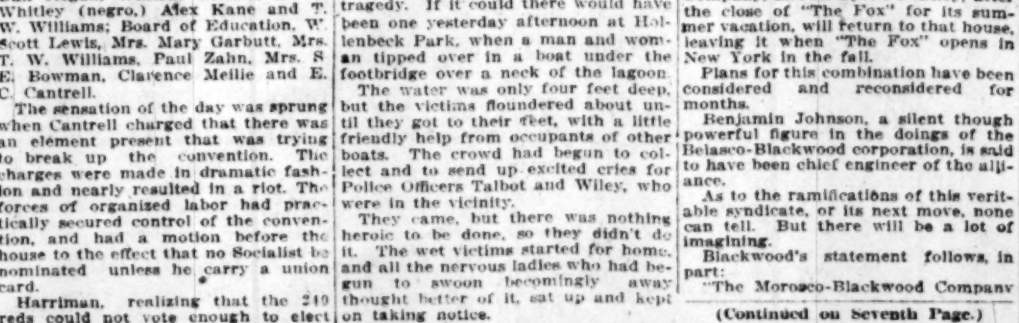 Whitley (negro,) Alex Kane and T.
W. Williams; Board of Education, W.
Scott Lewis, Mrs. Mary Garbutt, Mrs.
T. W. Williams, Paul Zahn, Mrs. S
E. Bowman, Clarence Meilie and E.
C. Cantrell.
The sensation of the day was sprung
when Cantrell charged that there was
an element present that was trying
to break up the convention. The
charges were made in dramatic fash-
ion and nearly resulted in a riot. The
forces of organized labor had prac-
tically secured control of the conven-
tion, and had a motion before the
house to the effect that no Socialist be
nominated unless he carry a union
card.
Harriman, realizing that the 240
reds could not vote enough to elect
tragedy. If it could there would have
been one yesterday afternoon at Hol-
lenbeck Park, when a man and wom-
an tipped over in a boat under the
footbridge over a neck of the lagoon.
The water was only four feet deep,
but the victims floundered about un-
til they got to their feet, with a little
friendly help from occupants of other
boats. The crowd had begun to col-
lect and to send up excited cries for
Police Officers Talbot and Wiley, who
were in the vicinity.
They came, but there was nothing
heroic to be done, so they didn't do
it. The wet victims started for home,
and all the nervous ladies who had be-
gun to swoon becomingly away
thought better of it, sat up and kept
on taking notice.
the close of "The Fox" for its sum-
mer vacation, will return to that house,
leaving it when "The Fox" opens in
New York in the fall.
Plans for this combination have been
considered and reconsidered for
months.
Benjamin Johnson, a silent though
powerful figure in the doings of the
Belasco-Blackwood corporation, is said
to have been chief engineer of the alli-
ance.
As to the ramifications of this verit-
able syndicate, or its next move, none
can tell. But there will be a lot of
imagining.
Blackwood's statement follows, in
part:
"The Morosco-Blackwood Company
(Continued on Seventh Page.)